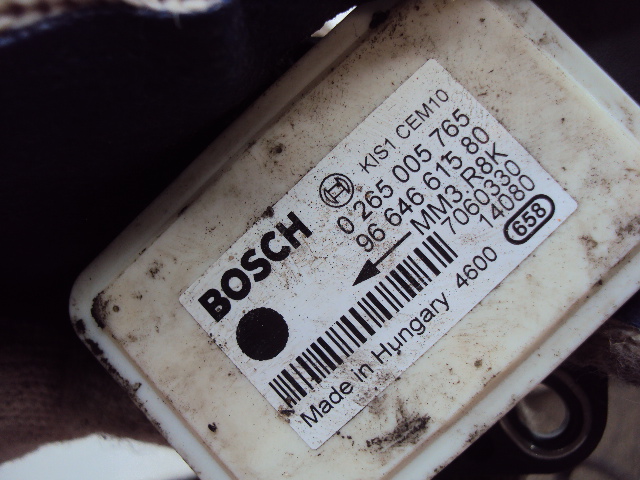 BOSCH
KIS1 CEM10
0 265 005 765
96 646 615 80
MM3 R8K
7060330
14080
658
Made in Hungary 4600